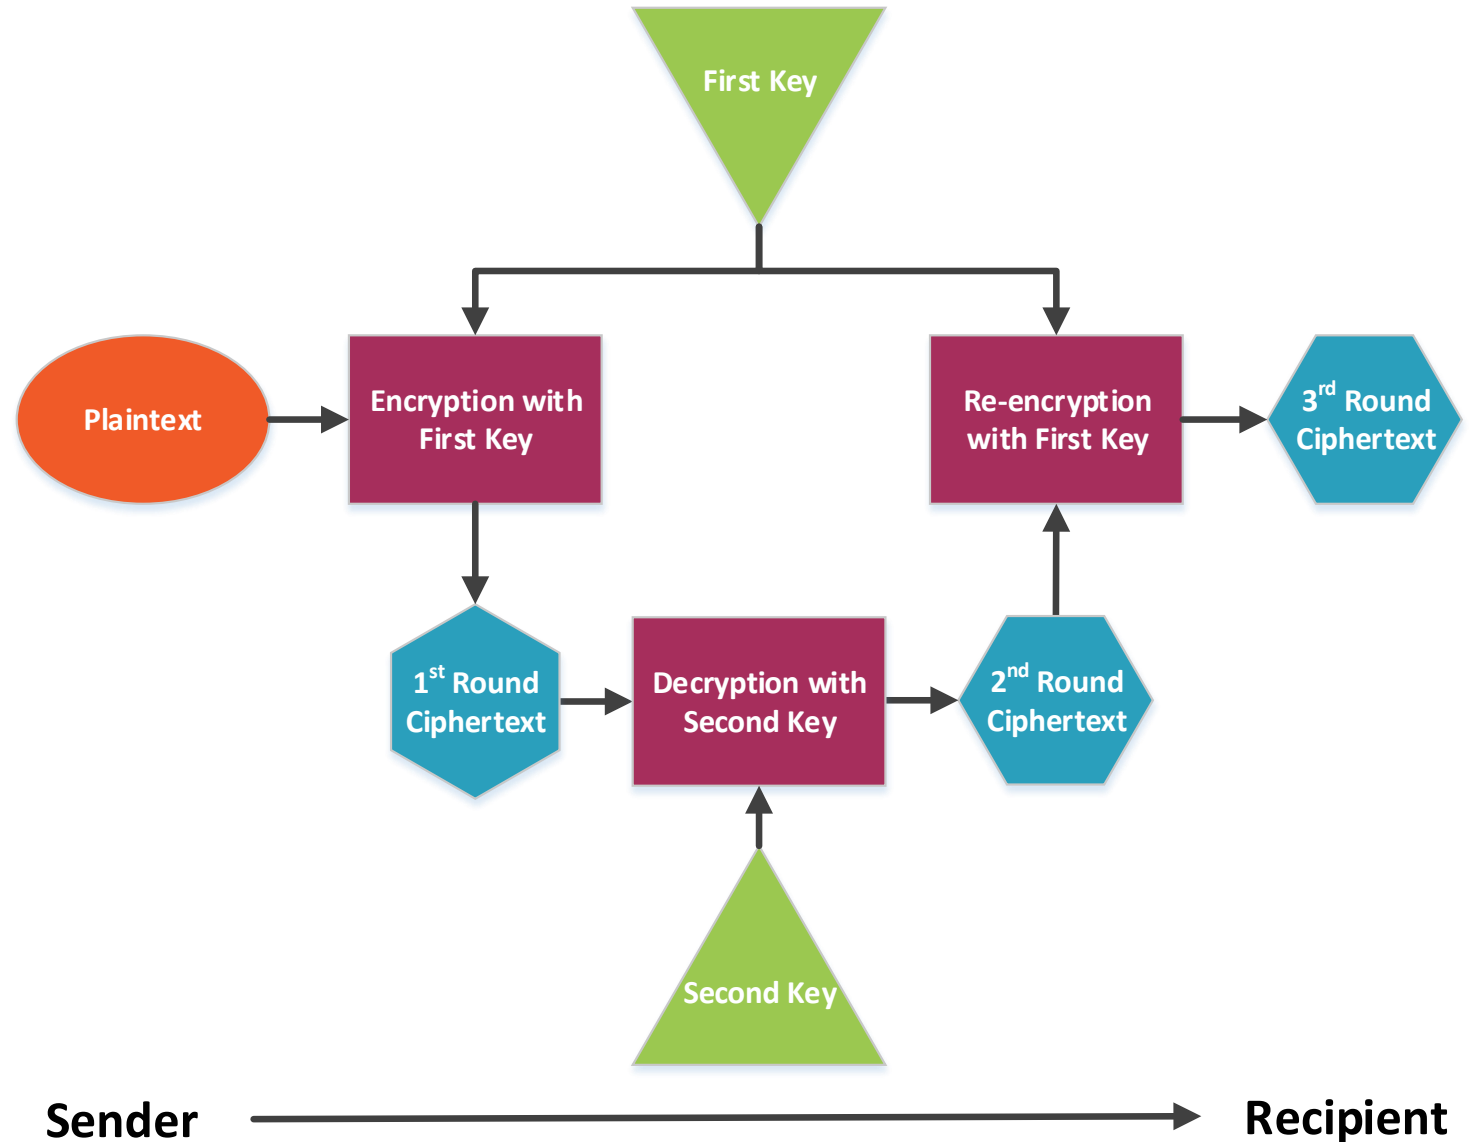 First Key
Plaintext
Encryption with
First Key
Re-encryption
with First Key
3rd Round
Ciphertext
1st Round
Ciphertext
Decryption with
Second Key
2nd Round
Ciphertext
Second Key
Sender
Recipient